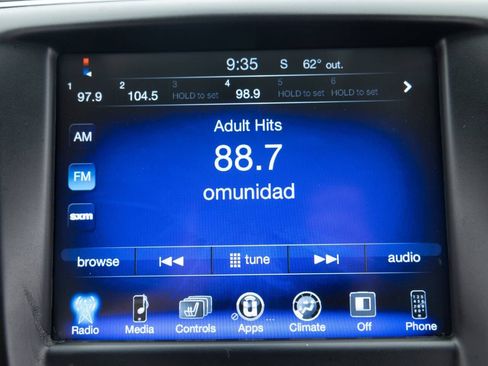 9:35 S 62° out.
1 97.9 2 104.5 3 HOLD to set 4 98.9 5 HOLD to set 6 HOLD to set
AM
Adult Hits
88.7
FM
omunidad
sxm
browse tune audio
Radio Media Controls Apps ... Climate Off Phone